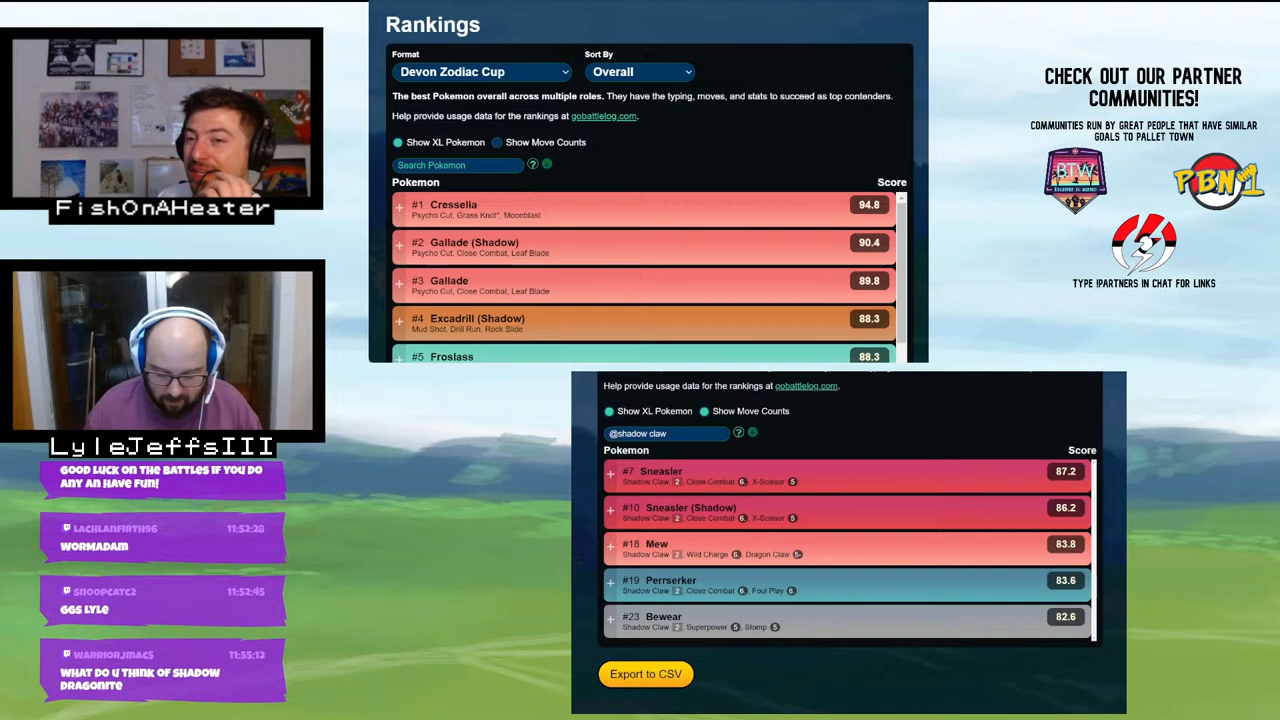 FishOnAHeater
LyleJeffsIII
GOOD LUCK ON THE BATTLES IF YOU DO
ANY AN HAVE FUN!
LACHLANFIRTH96 11:52:28
WORMADAM
SNOOPCATC2 11:52:45
GGS LYLE
WARR10RJMAC5 11:55:12
WHAT DO U THINK OF SHADOW
DRAGONITE
Rankings
Format
Sort By
Devon Zodiac Cup
Overall
The best Pokemon overall across multiple roles. They have the typing, moves, and stats to succeed as top contenders.
Help provide usage data for the rankings at gobattlelog.com.
Show XL Pokemon Show Move Counts
Search Pokemon ?
Pokemon Score
#1 Cresselia 94.8
Psycho Cut, Grass Knot*, Moonblast
#2 Gallade (Shadow) 90.4
Psycho Cut, Close Combat, Leaf Blade
#3 Gallade 89.8
Psycho Cut, Close Combat, Leaf Blade
#4 Excadrill (Shadow) 88.3
Mud Shot, Drill Run, Rock Slide
#5 Froslass 88.3
Help provide usage data for the rankings at gobattlelog.com.
Show XL Pokemon Show Move Counts
@shadow claw ?
Pokemon Score
#7 Sneasler 87.2
Shadow Claw 2, Close Combat 6, X-Scissor 5
#10 Sneasler (Shadow) 86.2
Shadow Claw 2, Close Combat 6, X-Scissor 5
#18 Mew 83.8
Shadow Claw 2, Wild Charge 6, Dragon Claw 5-
#19 Perrserker 83.6
Shadow Claw 2, Close Combat 6, Foul Play 6
#23 Bewear 82.6
Shadow Claw 2, Superpower 5, Stomp 5
Export to CSV
CHECK OUT OUR PARTNER
COMMUNITIES!
COMMUNITIES RUN BY GREAT PEOPLE THAT HAVE SIMILAR
GOALS TO PALLET TOWN
BTW
PBN1
TYPE !PARTNERS IN CHAT FOR LINKS